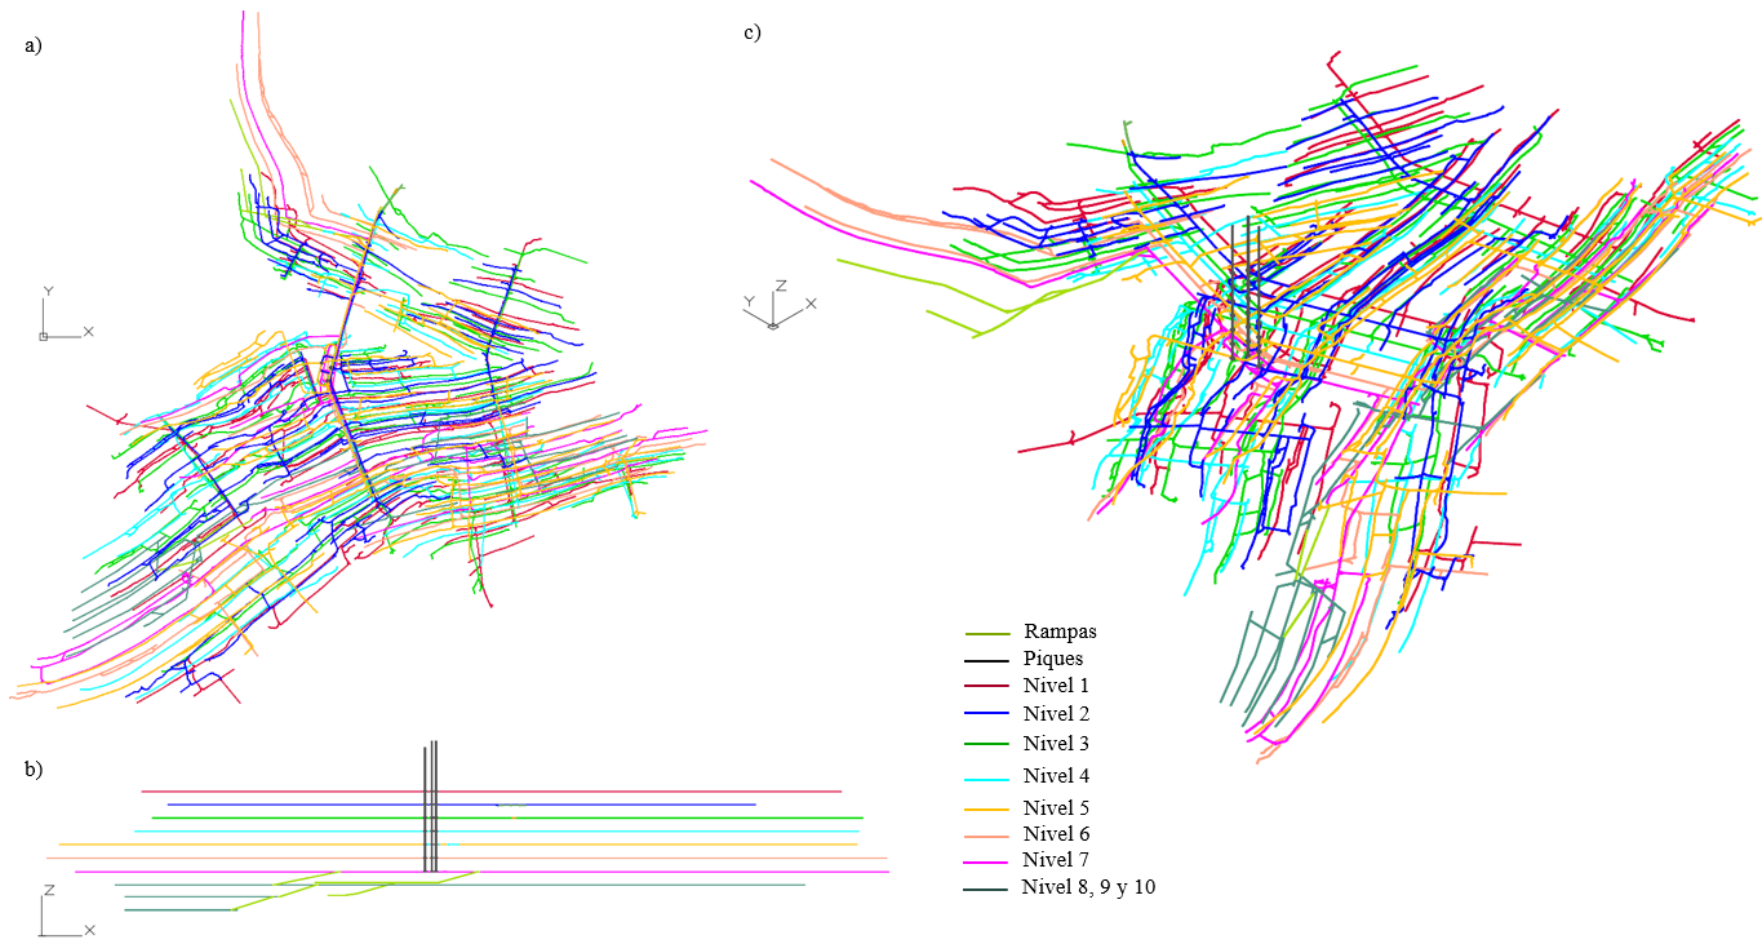 a)
Y
X
b)
Z
X
c)
Y
Z
X
Rampas
Piques
Nivel 1
Nivel 2
Nivel 3
Nivel 4
Nivel 5
Nivel 6
Nivel 7
Nivel 8, 9 y 10